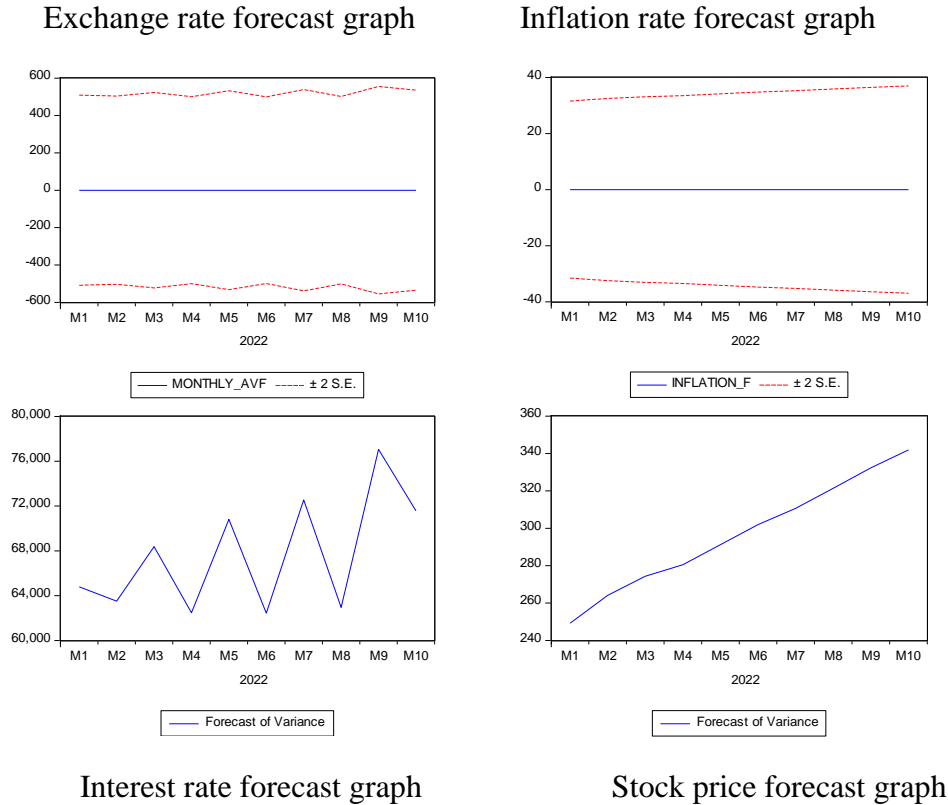 Exchange rate forecast graph
Inflation rate forecast graph
600
400
200
0
-200
-400
-600
M1 M2 M3 M4 M5 M6 M7 M8 M9 M10
2022
MONTHLY_AVF ± 2 S.E.
40
20
0
-20
-40
M1 M2 M3 M4 M5 M6 M7 M8 M9 M10
2022
INFLATION_F ± 2 S.E.
80,000
76,000
72,000
68,000
64,000
60,000
M1 M2 M3 M4 M5 M6 M7 M8 M9 M10
2022
Forecast of Variance
360
340
320
300
280
260
240
M1 M2 M3 M4 M5 M6 M7 M8 M9 M10
2022
Forecast of Variance
Interest rate forecast graph
Stock price forecast graph